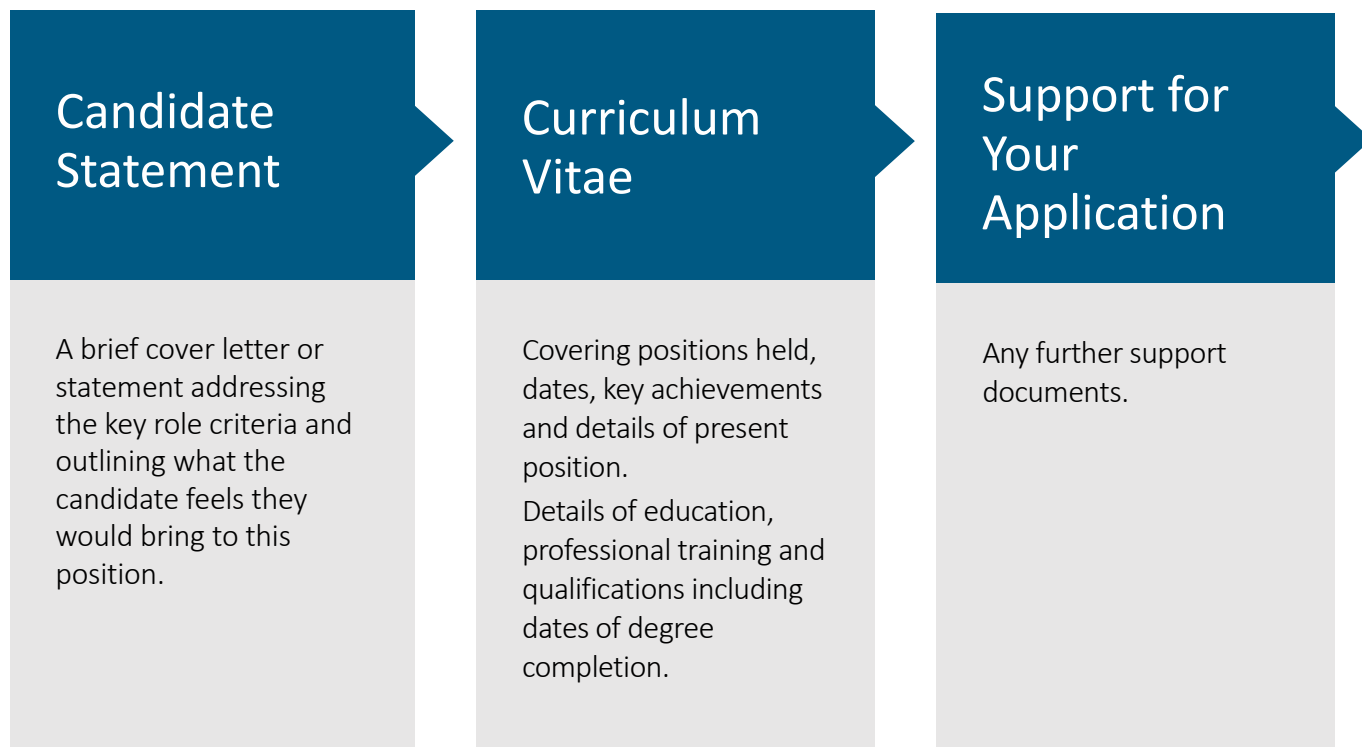 Candidate
Statement
A brief cover letter or
statement addressing
the key role criteria and
outlining what the
candidate feels they
would bring to this
position.
Curriculum
Vitae
Covering positions held,
dates, key achievements
and details of present
position.
Details of education,
professional training and
qualifications including
dates of degree
completion.
Support for
Your
Application
Any further support
documents.